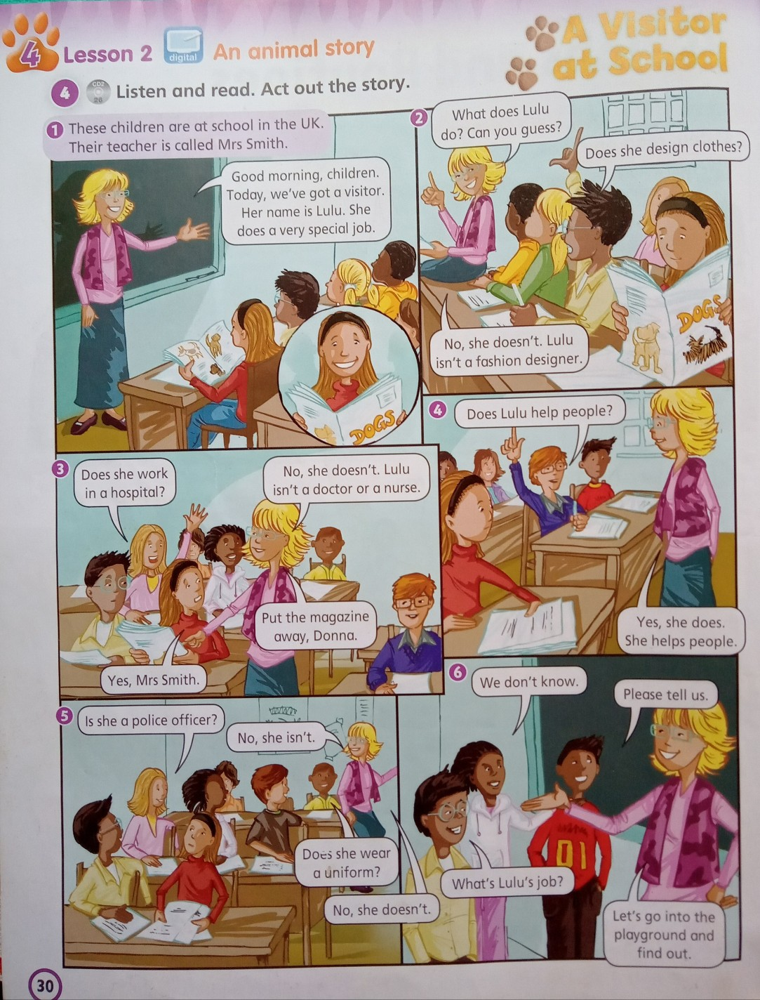 4 Lesson 2
digital
An animal story
A Visitor
at School
4
CD2
26
Listen and read. Act out the story.
1 These children are at school in the UK.
Their teacher is called Mrs Smith.
Good morning, children.
Today, we've got a visitor.
Her name is Lulu. She
does a very special job.
DOGS
2
What does Lulu
do? Can you guess?
Does she design clothes?
DOGS
No, she doesn't. Lulu
isn't a fashion designer.
3
Does she work
in a hospital?
No, she doesn't. Lulu
isn't a doctor or a nurse.
Put the magazine
away, Donna.
Yes, Mrs Smith.
4
Does Lulu help people?
Yes, she does.
She helps people.
5
Is she a police officer?
No, she isn't.
Does she wear
a uniform?
No, she doesn't.
6
We don't know.
Please tell us.
01
What's Lulu's job?
Let's go into the
playground and
find out.
30